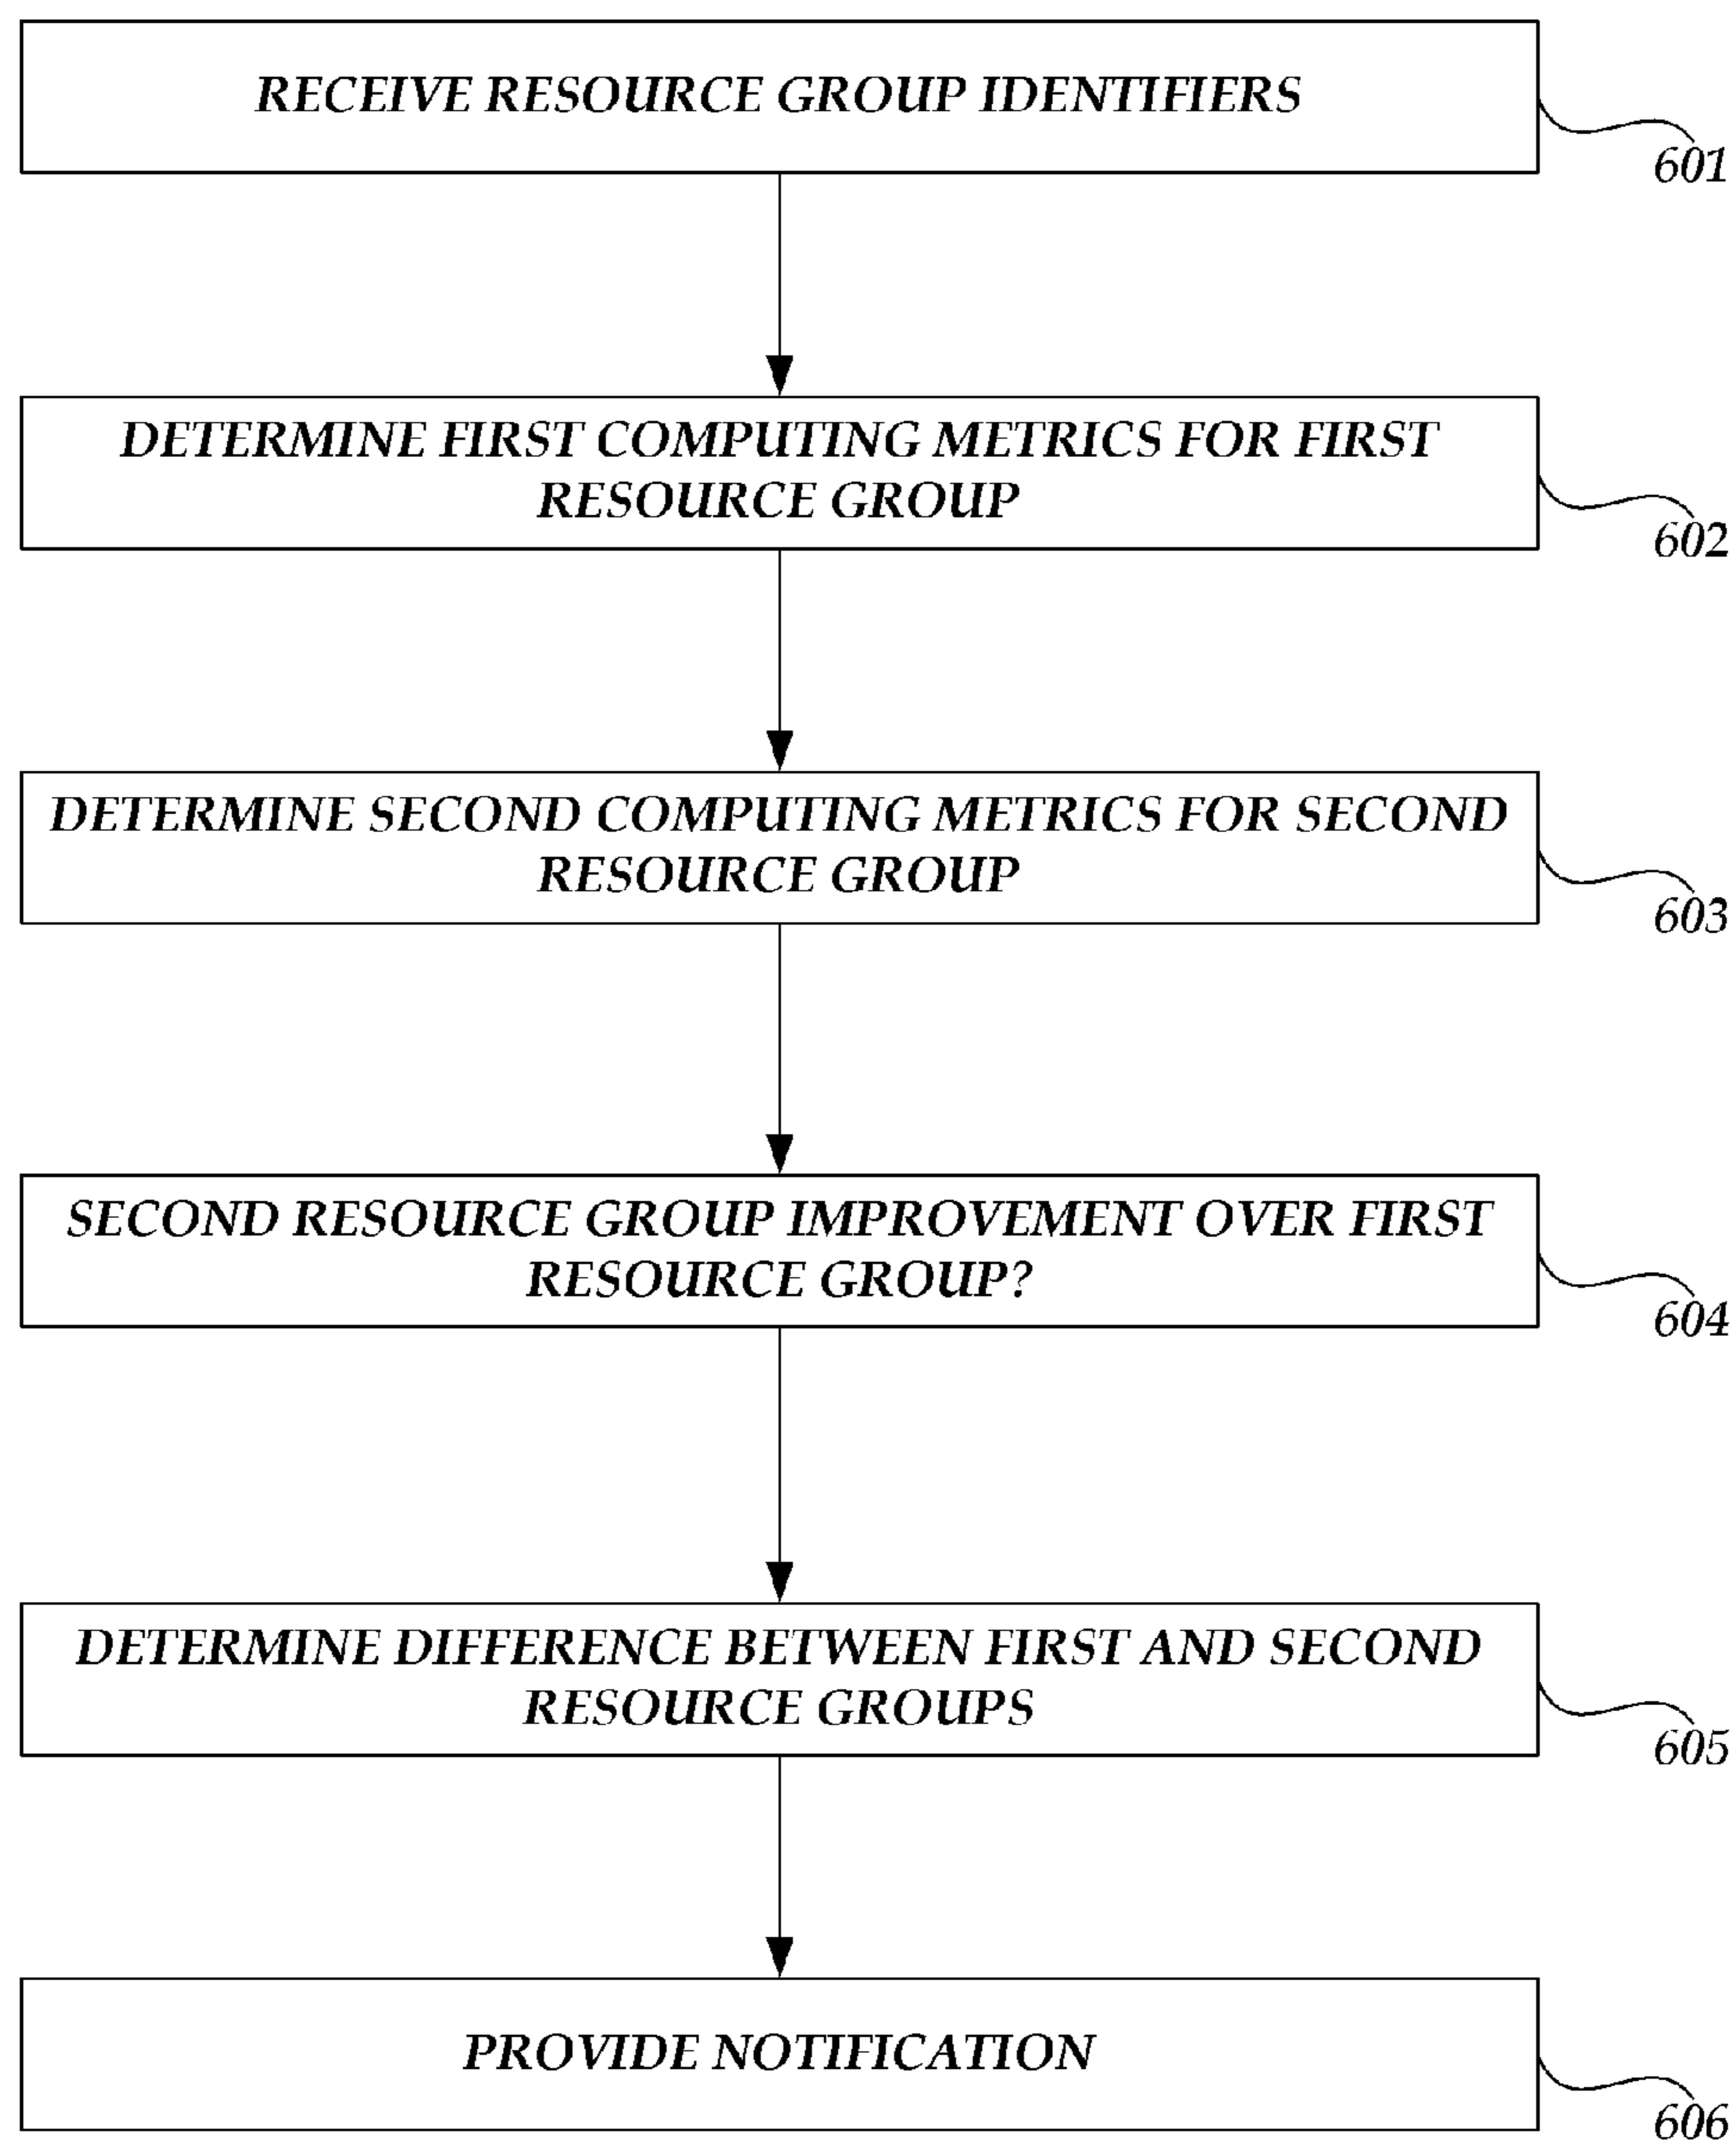 RECEIVE RESOURCE GROUP IDENTIFIERS
601
DETERMINE FIRST COMPUTING METRICS FOR FIRST
RESOURCE GROUP
602
DETERMINE SECOND COMPUTING METRICS FOR SECOND
RESOURCE GROUP
603
SECOND RESOURCE GROUP IMPROVEMENT OVER FIRST
RESOURCE GROUP?
604
DETERMINE DIFFERENCE BETWEEN FIRST AND SECOND
RESOURCE GROUPS
605
PROVIDE NOTIFICATION
606